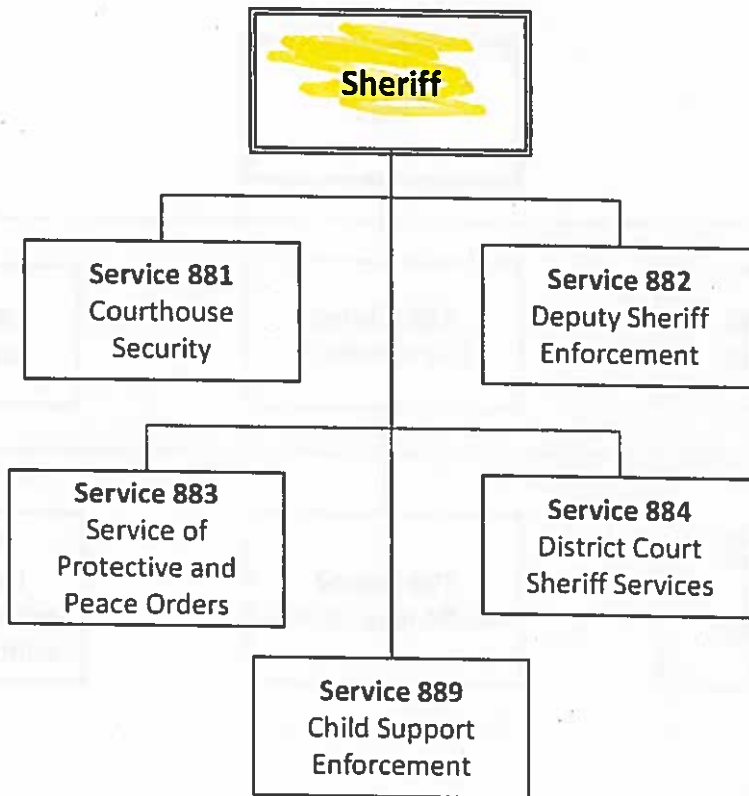 Sheriff
Service 881
Courthouse
Security
Service 882
Deputy Sheriff
Enforcement
Service 883
Service of
Protective and
Peace Orders
Service 884
District Court
Sheriff Services
Service 889
Child Support
Enforcement